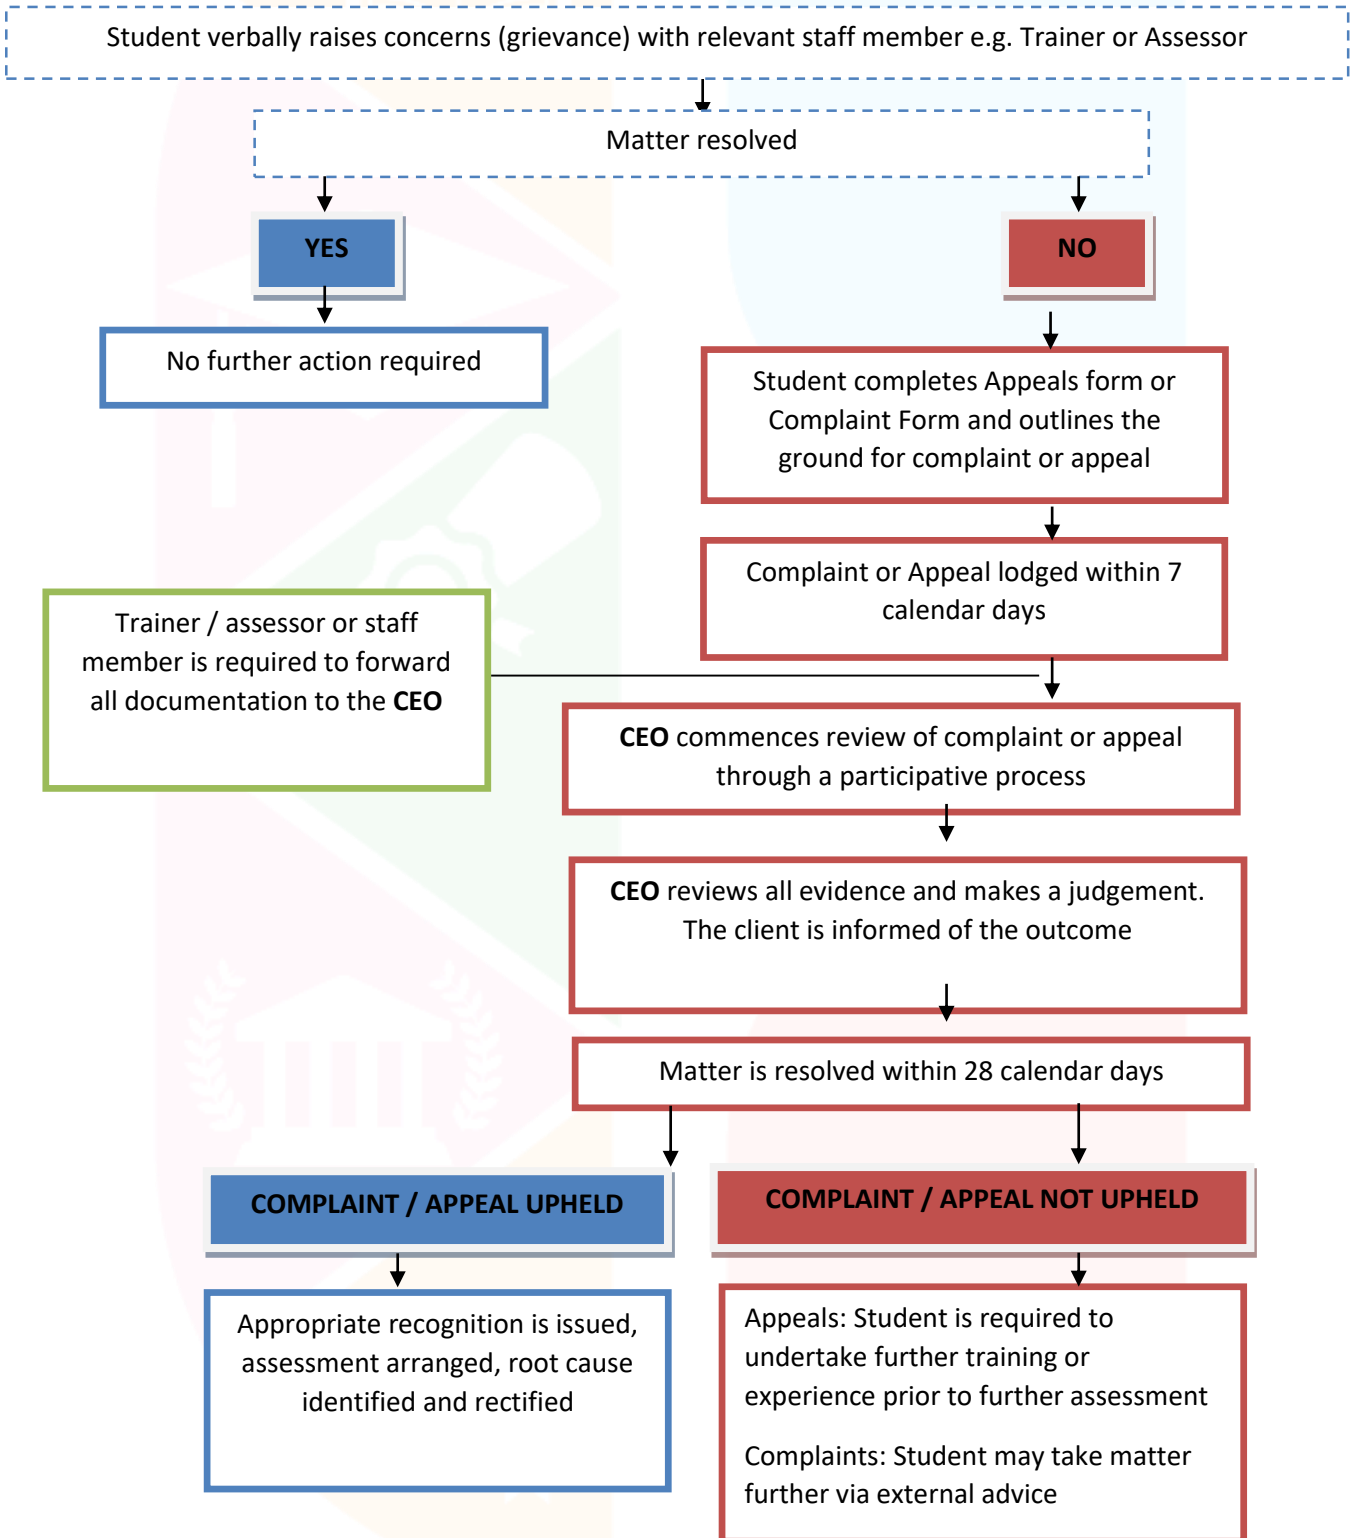 Student verbally raises concerns (grievance) with relevant staff member e.g. Trainer or Assessor
Matter resolved
YES
NO
No further action required
Student completes Appeals form or
Complaint Form and outlines the
ground for complaint or appeal
Complaint or Appeal lodged within 7
calendar days
Trainer / assessor or staff
member is required to forward
all documentation to the CEO
CEO commences review of complaint or appeal
through a participative process
CEO reviews all evidence and makes a judgement.
The client is informed of the outcome
Matter is resolved within 28 calendar days
COMPLAINT / APPEAL UPHELD
COMPLAINT / APPEAL NOT UPHELD
Appropriate recognition is issued,
assessment arranged, root cause
identified and rectified
Appeals: Student is required to
undertake further training or
experience prior to further assessment
Complaints: Student may take matter
further via external advice